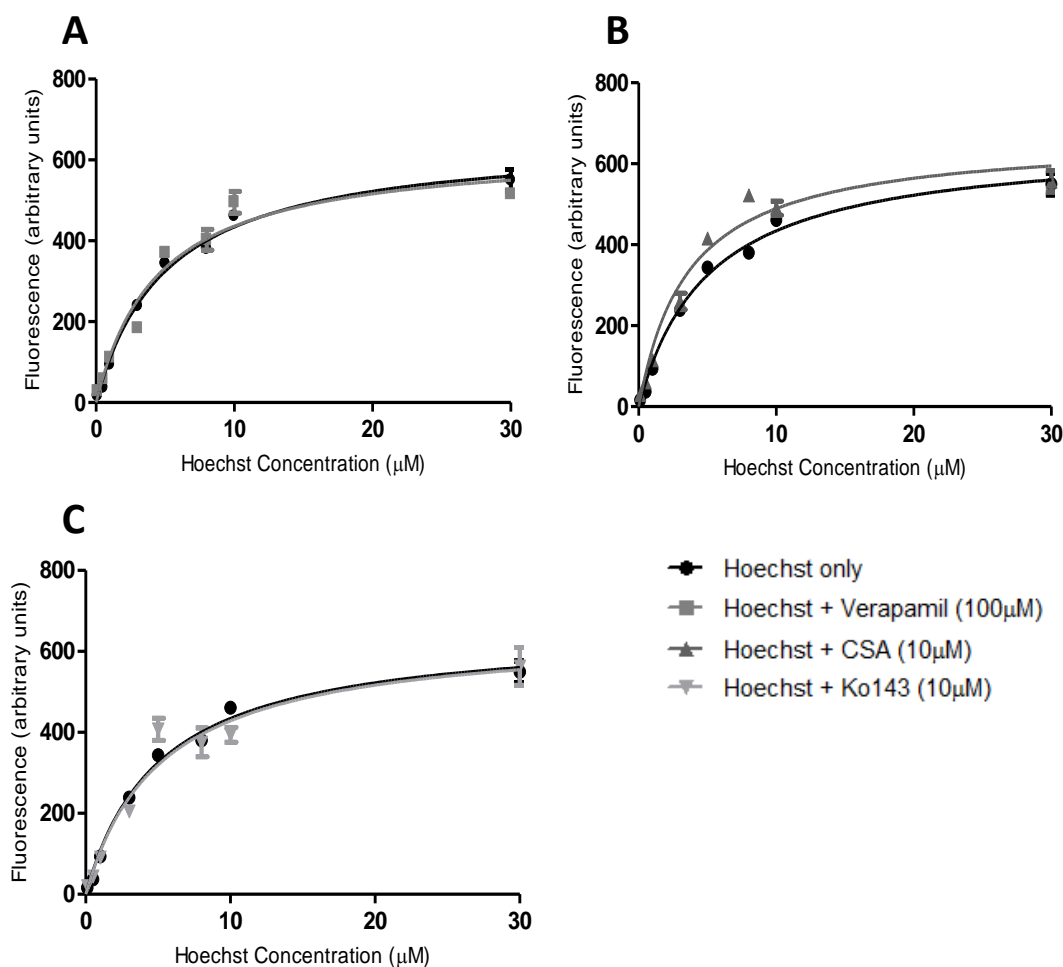 A
Fluorescence (arbitrary units)
800
600
400
200
0
0 10 20 30
Hoechst Concentration (μM)
B
Fluorescence (arbitrary units)
800
600
400
200
0
0 10 20 30
Hoechst Concentration (μM)
C
Fluorescence (arbitrary units)
800
600
400
200
0
0 10 20 30
Hoechst Concentration (μM)
Hoechst only
Hoechst + Verapamil (100μM)
Hoechst + CSA (10μM)
Hoechst + Ko143 (10μM)